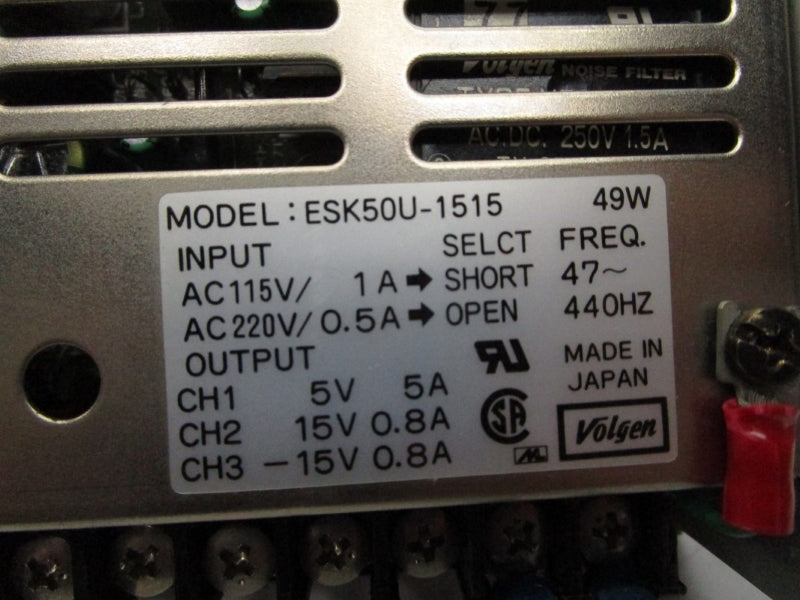 77
Volgen NOISE FILTER
AC.DC. 250V 1.5A
MODEL : ESK50U-1515 49W
INPUT SELCT FREQ.
AC115V/ 1A➡ SHORT 47~
AC220V/ 0.5A➡ OPEN 440HZ
OUTPUT
MADE IN
JAPAN
CH1 5V 5A
CH2 15V 0.8A
CH3 -15V 0.8A
Volgen